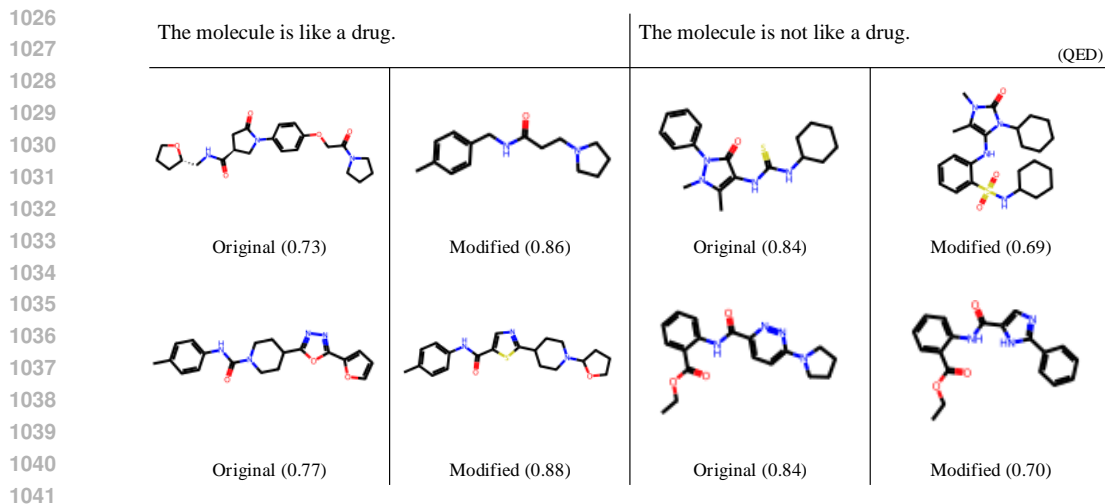 1026
1027
1028
1029
1030
1031
1032
1033
1034
1035
1036
1037
1038
1039
1040
1041
The molecule is like a drug.
The molecule is not like a drug.
(QED)
Original (0.73)
Modified (0.86)
Original (0.84)
Modified (0.69)
Original (0.77)
Modified (0.88)
Original (0.84)
Modified (0.70)